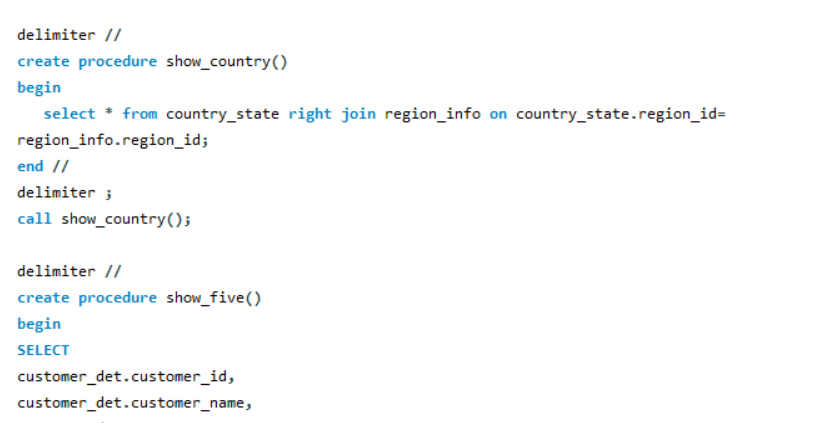 delimiter //
create procedure show_country()
begin
select * from country_state right join region_info on country_state.region_id=
region_info.region_id;
end //
delimiter ;
call show_country();
delimiter //
create procedure show_five()
begin
SELECT
customer_det.customer_id,
customer_det.customer_name,